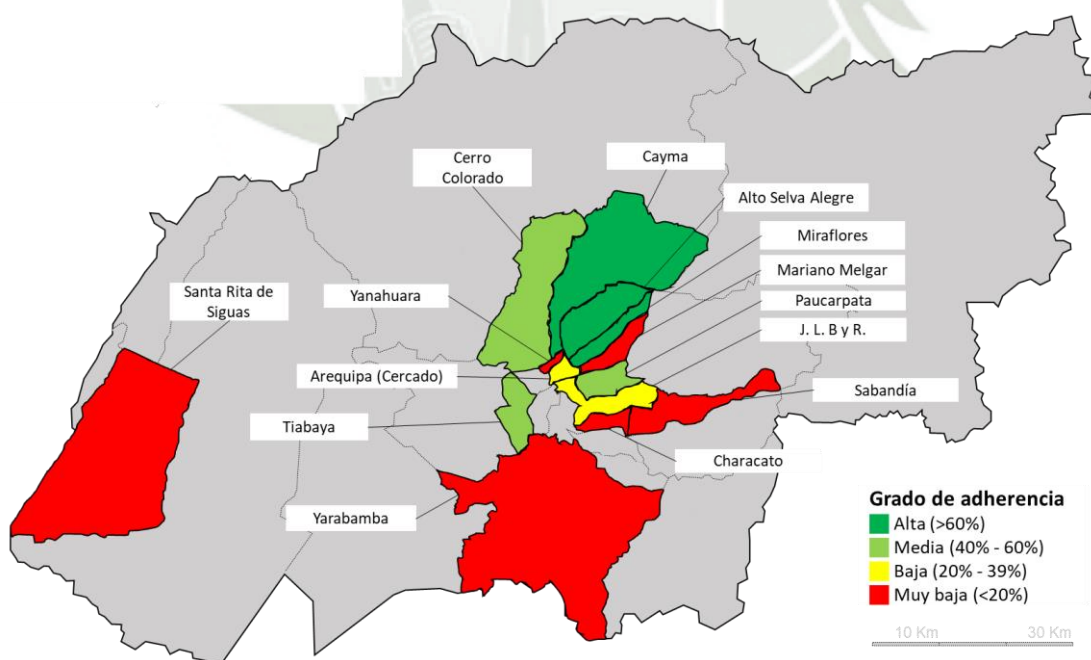 Cerro
Colorado
Cayma
Alto Selva Alegre
Miraflores
Mariano Melgar
Paucarpata
J. L. B y R.
Santa Rita de
Siguas
Yanahuara
Arequipa (Cercado)
Sabandía
Tiabaya
Characato
Yarabamba
Grado de adherencia
Alta (>60%)
Media (40% - 60%)
Baja (20% - 39%)
Muy baja (<20%)
10 Km
30 Km